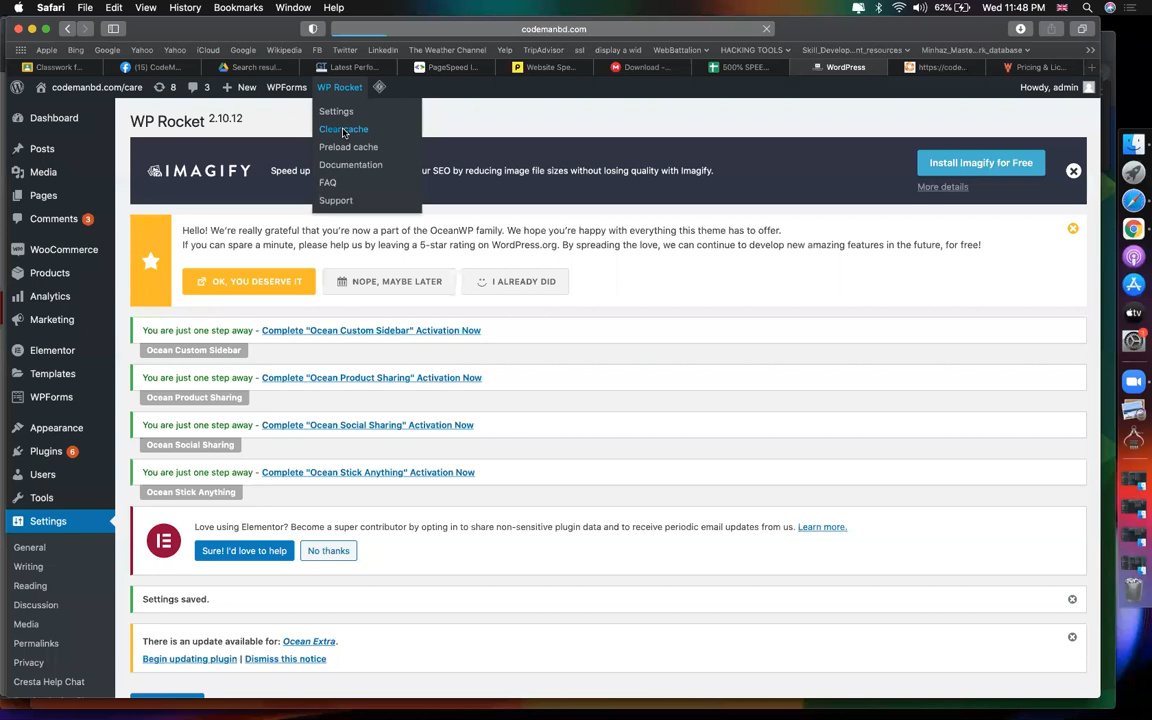 Safari File Edit View History Bookmarks Window Help 62% Wed 11:48 PM
codemanbd.com
Apple Bing Google Yahoo Yahoo iCloud Google Wikipedia FB Twitter LinkedIn The Weather Channel Yelp TripAdvisor ssl display a wid WebBattalion HACKING TOOLS Skill_Develop...nt_resources Minhaz_Maste...rk_database
Classwork f... (15) CodeM... Search resul... Latest Perfo... PageSpeed I... Website Spe... Download -... 500% SPEE... WordPress https://code... Pricing & Lic...
codemanbd.com/care 8 3 New WPForms WP Rocket Howdy, admin
Settings
Clear cache
Preload cache
Documentation
FAQ
Support
Dashboard
Posts
Media
Pages
Comments 3
WooCommerce
Products
Analytics
Marketing
Elementor
Templates
WPForms
Appearance
Plugins 6
Users
Tools
Settings
General
Writing
Reading
Discussion
Media
Permalinks
Privacy
Cresta Help Chat
WP Rocket 2.10.12
IMAGIFY Speed up ur SEO by reducing image file sizes without losing quality with Imagify.
Install Imagify for Free
More details
Hello! We're really grateful that you're now a part of the OceanWP family. We hope you're happy with everything this theme has to offer.
If you can spare a minute, please help us by leaving a 5-star rating on WordPress.org. By spreading the love, we can continue to develop new amazing features in the future, for free!
OK, YOU DESERVE IT NOPE, MAYBE LATER I ALREADY DID
You are just one step away - Complete "Ocean Custom Sidebar" Activation Now
Ocean Custom Sidebar
You are just one step away - Complete "Ocean Product Sharing" Activation Now
Ocean Product Sharing
You are just one step away - Complete "Ocean Social Sharing" Activation Now
Ocean Social Sharing
You are just one step away - Complete "Ocean Stick Anything" Activation Now
Ocean Stick Anything
Love using Elementor? Become a super contributor by opting in to share non-sensitive plugin data and to receive periodic email updates from us. Learn more.
Sure! I'd love to help No thanks
Settings saved.
There is an update available for: Ocean Extra.
Begin updating plugin | Dismiss this notice
tv
1